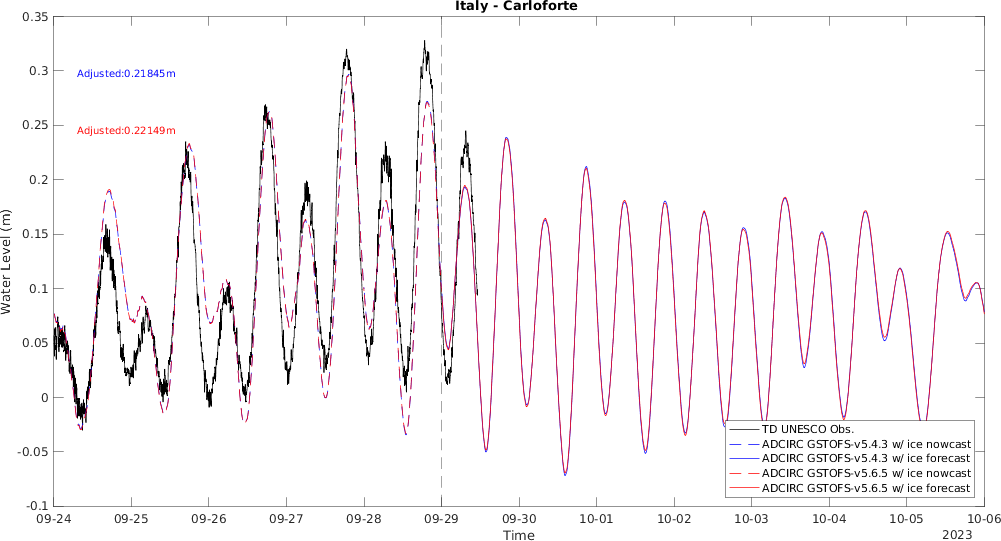 Italy - Carloforte
0.35
0.3
0.25
0.2
0.15
0.1
0.05
0
-0.05
-0.1
Water Level (m)
Adjusted:0.21845m
Adjusted:0.22149m
TD UNESCO Obs.
ADCIRC GSTOFS-v5.4.3 w/ ice nowcast
ADCIRC GSTOFS-v5.4.3 w/ ice forecast
ADCIRC GSTOFS-v5.6.5 w/ ice nowcast
ADCIRC GSTOFS-v5.6.5 w/ ice forecast
09-24 09-25 09-26 09-27 09-28 09-29 09-30 10-01 10-02 10-03 10-04 10-05 10-06
Time
2023